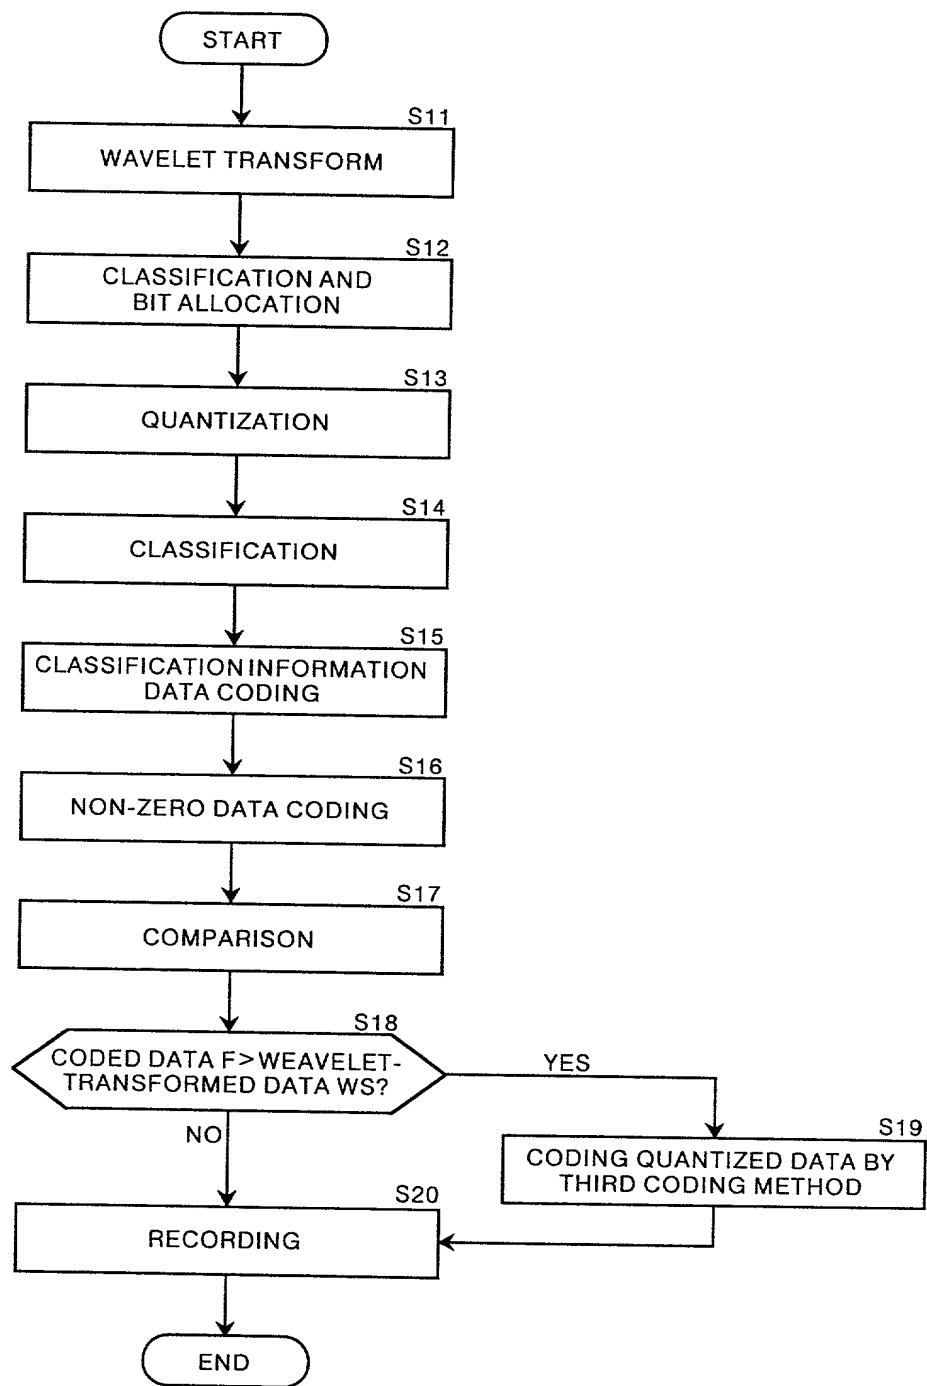 START
S11
WAVELET TRANSFORM
S12
CLASSIFICATION AND
BIT ALLOCATION
S13
QUANTIZATION
S14
CLASSIFICATION
S15
CLASSIFICATION INFORMATION
DATA CODING
S16
NON-ZERO DATA CODING
S17
COMPARISON
S18
CODED DATA F>WEAVELET-
TRANSFORMED DATA WS?
YES
NO
S19
CODING QUANTIZED DATA BY
THIRD CODING METHOD
S20
RECORDING
END